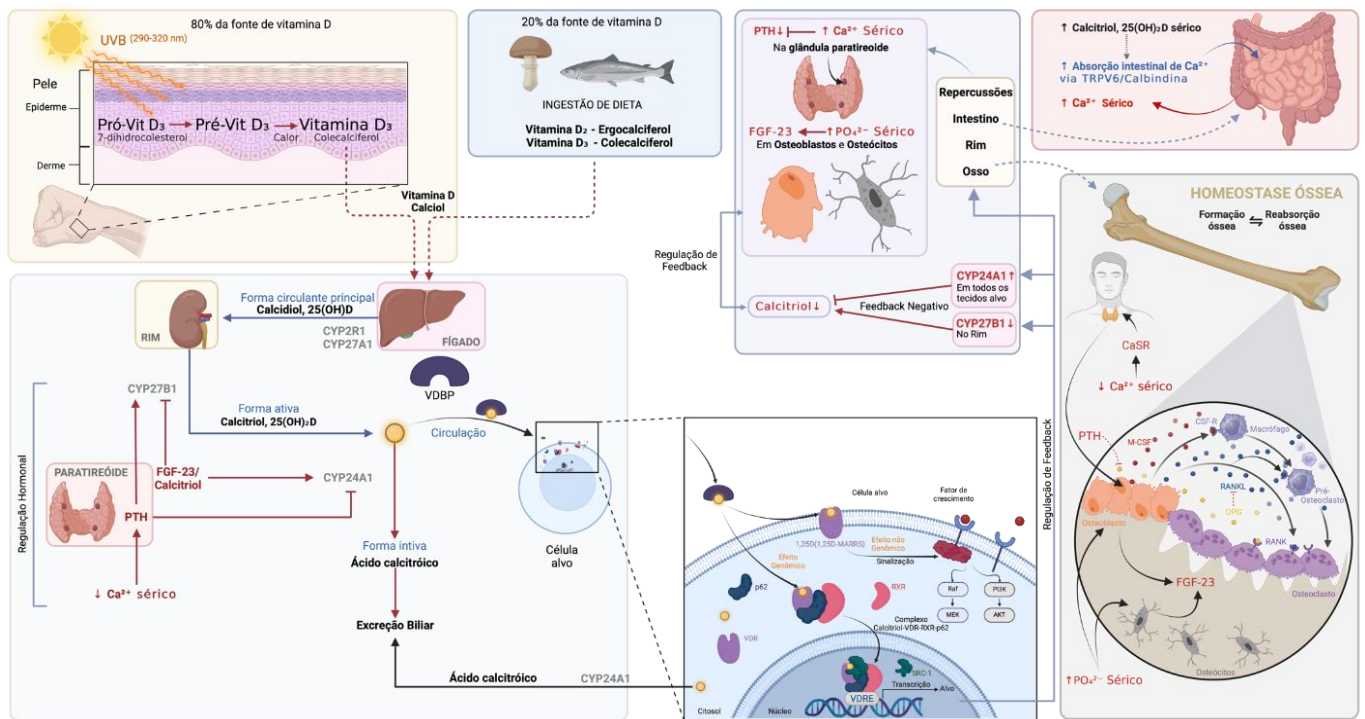 80% da fonte de vitamina D
UVB (290-320 nm)
Pele
Epiderme
Derme
Pró-Vit D₃
7-dihidrocolesterol
Pré-Vit D₃
Calor
Vitamina D₃
Colecalciferol
20% da fonte de vitamina D
INGESTÃO DE DIETA
Vitamina D₂ - Ergocalciferol
Vitamina D₃ - Colecalciferol
Vitamina D
Calciol
PTH↓
↑ Ca²⁺ Sérico
Na glândula paratireoide
FGF-23
↑PO₄²⁻ Sérico
Em Osteoblastos e Osteócitos
Repercussões
Intestino
Rim
Osso
Regulação de
Feedback
Calcitriol↓
Feedback Negativo
CYP24A1↑
Em todos os
tecidos alvo
CYP27B1↓
No Rim
↑ Calcitriol, 25(OH)₂D sérico
↑ Absorção intestinal de Ca²⁺
via TRPV6/Calbindina
↑ Ca²⁺ Sérico
HOMEOSTASE ÓSSEA
Formação
óssea
⇋
Reabsorção
óssea
CaSR
↓ Ca²⁺ sérico
PTH
M-CSF
CSF-R
Macrófago
RANKL
Pré-
Osteoclasto
OPG
Osteoblasto
RANK
Osteoclasto
FGF-23
Osteócitos
↑PO₄²⁻ Sérico
RIM
Forma circulante principal
Calcidiol, 25(OH)D
CYP2R1
CYP27A1
FÍGADO
VDBP
Regulação Hormonal
CYP27B1
Forma ativa
Calcitriol, 25(OH)₂D
Circulação
PARATIREÓIDE
FGF-23/
Calcitriol
CYP24A1
PTH
↓ Ca²⁺ sérico
Forma intiva
Ácido calcitróico
Excreção Biliar
Célula
alvo
Ácido calcitróico
CYP24A1
Regulação de Feedback
Célula alvo
Fator de
crescimento
1,25D(1,25D-MARRS)
Efeito não
Genômico
Sinalização
Efeito
Genômico
p62
RXR
VDR
Raf
MEK
PI3K
AKT
Complexo
Calcitriol-VDR-RXR-p62
SRC-1
Transcrição
VDRE
Alvo
Citosol
Núcleo